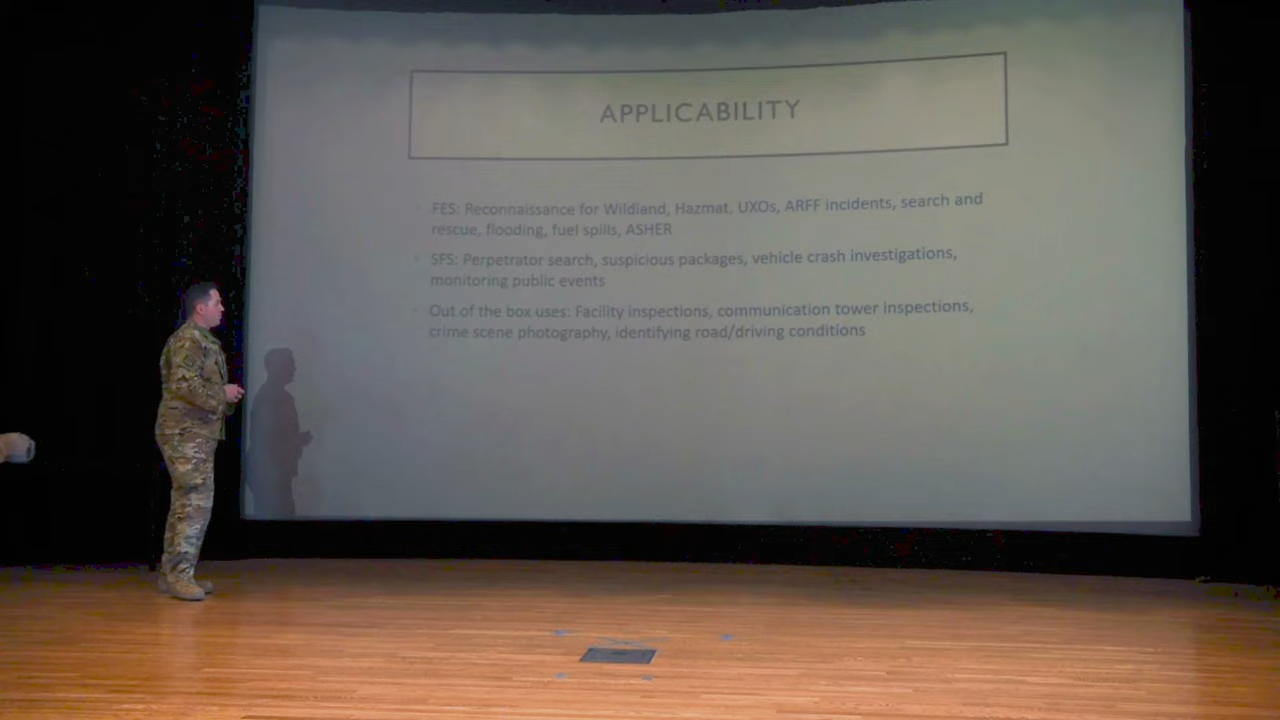 APPLICABILITY
FES: Reconnaissance for Wildland, Hazmat, UXOs, ARFF incidents, search and
rescue, flooding, fuel spills, ASHER
SFS: Perpetrator search, suspicious packages, vehicle crash investigations,
monitoring public events
Out of the box uses: Facility inspections, communication tower inspections,
crime scene photography, identifying road/driving conditions